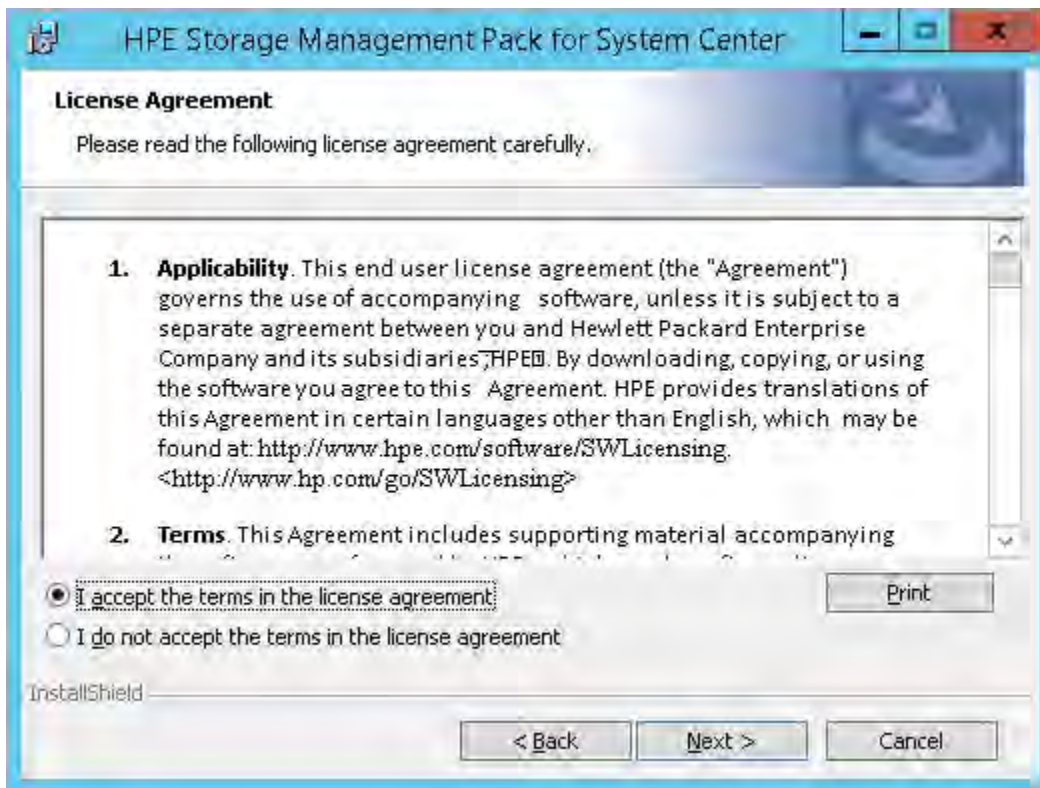 HPE Storage Management Pack for System Center
License Agreement
Please read the following license agreement carefully.
1. Applicability. This end user license agreement (the "Agreement")
governs the use of accompanying software, unless it is subject to a
separate agreement between you and Hewlett Packard Enterprise
Company and its subsidiaries HPE. By downloading, copying, or using
the software you agree to this Agreement. HPE provides translations of
this Agreement in certain languages other than English, which may be
found at: http://www.hpe.com/software/SWLicensing.
<http://www.hp.com/go/SWLicensing>
2. Terms. This Agreement includes supporting material accompanying
I accept the terms in the license agreement
Print
I do not accept the terms in the license agreement
InstallShield
< Back
Next >
Cancel